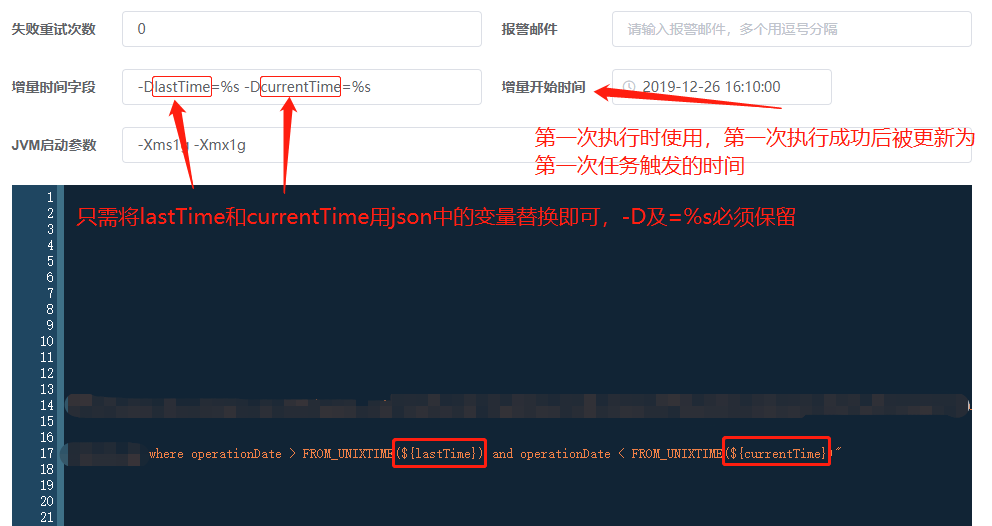 失败重试次数 0 报警邮件 请输入报警邮件，多个用逗号分隔
增量时间字段 -DlastTime=%s -DcurrentTime=%s 增量开始时间 2019-12-26 16:10:00
JVM启动参数 -Xms1g -Xmx1g
第一次执行时使用，第一次执行成功后被更新为
第一次任务触发的时间
1
2
只需将lastTime和currentTime用json中的变量替换即可，-D及=%s必须保留
3
4
5
6
7
8
9
10
11
12
13
14
15
16
17 where operationDate > FROM_UNIXTIME(${lastTime}) and operationDate < FROM_UNIXTIME(${currentTime})"
18
19
20
21